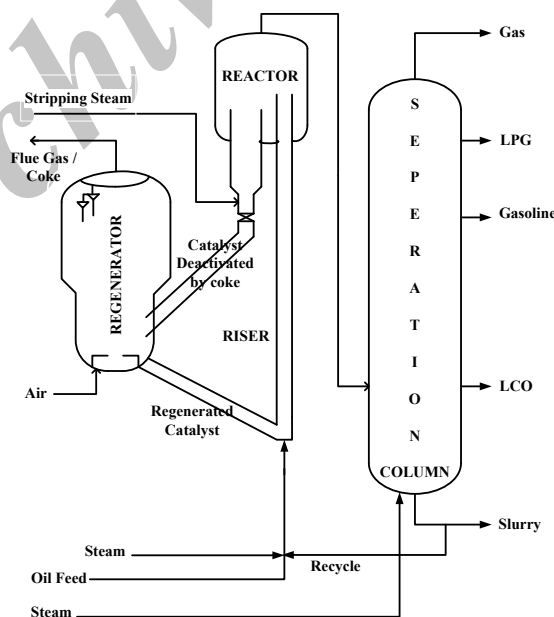 Gas
REACTOR
Stripping Steam
S
E
P
E
R
A
T
I
O
N
COLUMN
LPG
Flue Gas /
Coke
Gasoline
REGENERATOR
Catalyst
Deactivated
by coke
RISER
LCO
Air
Regenerated
Catalyst
Slurry
Steam
Recycle
Oil Feed
Steam